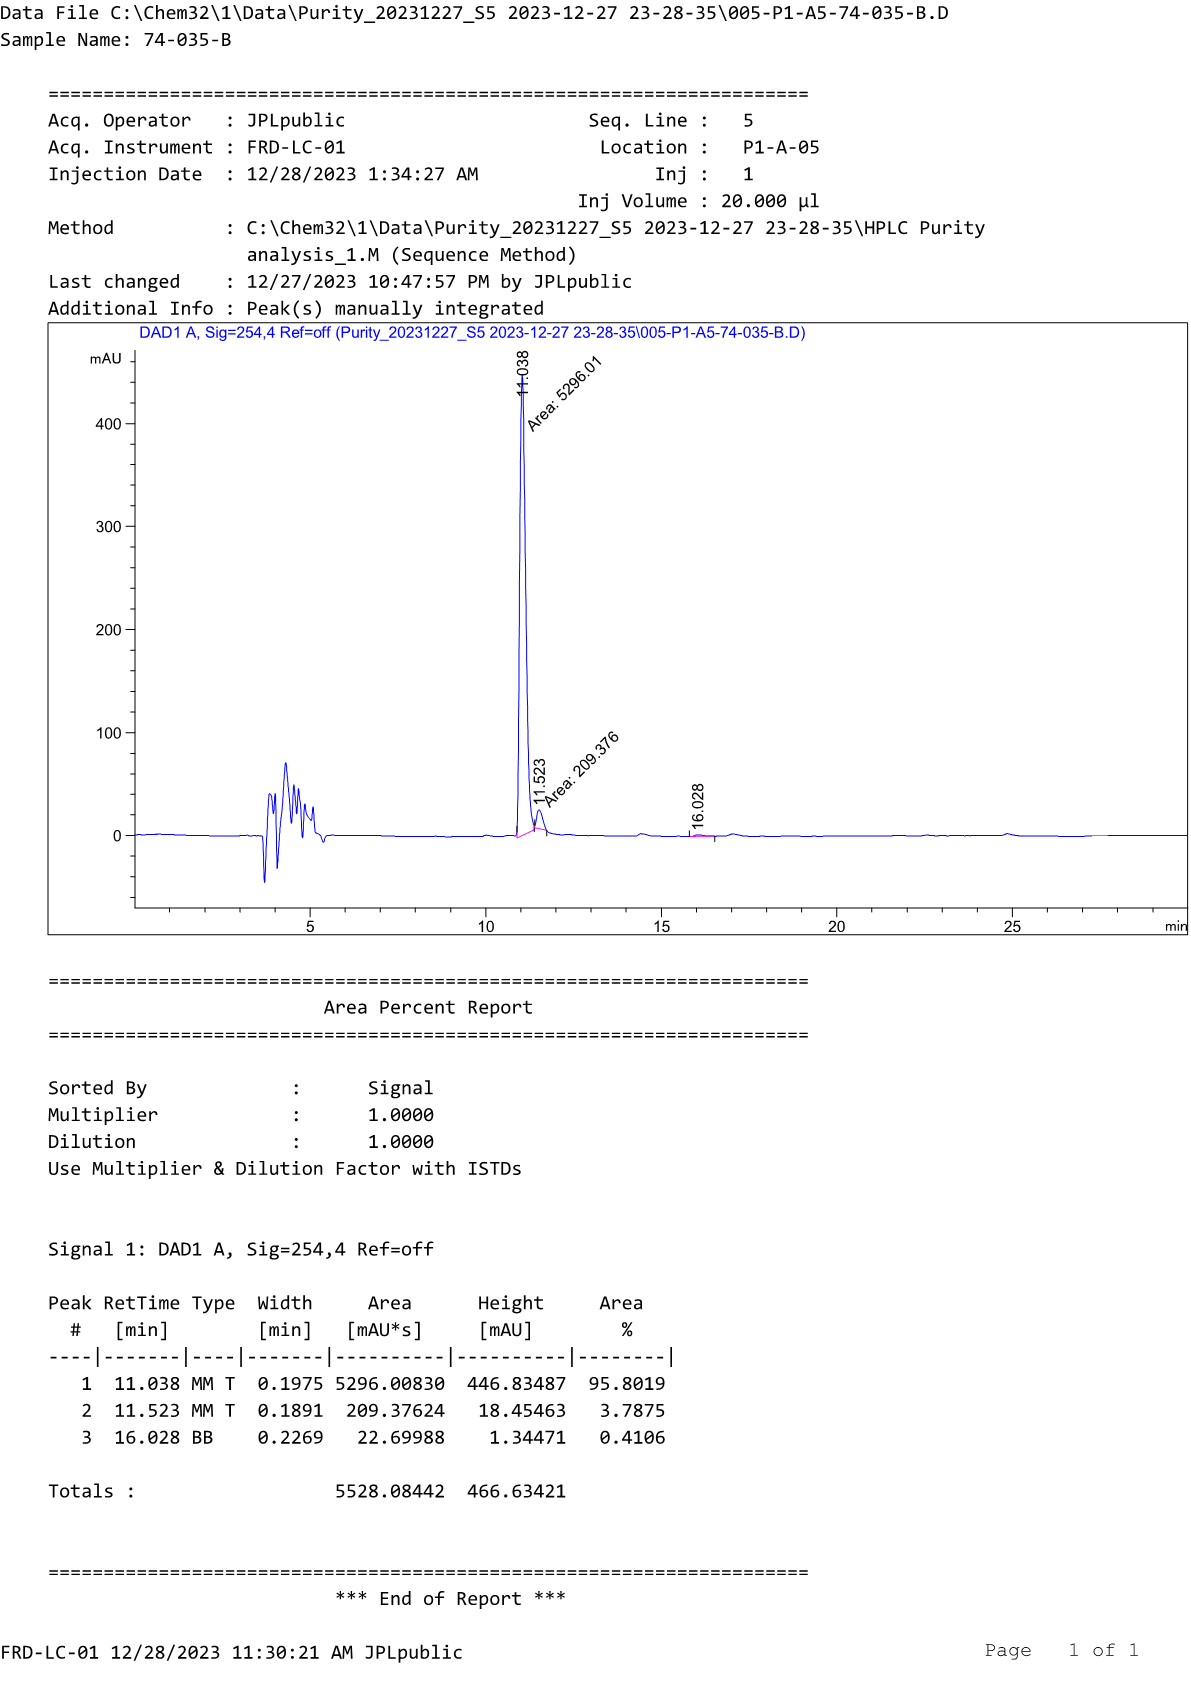 Data File C:\Chem32\1\Data\Purity_20231227_S5 2023-12-27 23-28-35\005-P1-A5-74-035-B.D
Sample Name: 74-035-B
=====================================================================
Acq. Operator   : JPLpublic                      Seq. Line :   5
Acq. Instrument : FRD-LC-01                       Location :   P1-A-05
Injection Date  : 12/28/2023 1:34:27 AM                Inj :   1
Inj Volume : 20.000 µl
Method          : C:\Chem32\1\Data\Purity_20231227_S5 2023-12-27 23-28-35\HPLC Purity
analysis_1.M (Sequence Method)
Last changed    : 12/27/2023 10:47:57 PM by JPLpublic
Additional Info : Peak(s) manually integrated
DAD1 A, Sig=254,4 Ref=off (Purity_20231227_S5 2023-12-27 23-28-35\005-P1-A5-74-035-B.D)
mAU
400
300
200
100
0
11.038
Area: 5296.01
11.523
Area: 209.376
16.028
5
10
15
20
25
min
=====================================================================
Area Percent Report
=====================================================================
Sorted By             :      Signal
Multiplier            :      1.0000
Dilution              :      1.0000
Use Multiplier & Dilution Factor with ISTDs
Signal 1: DAD1 A, Sig=254,4 Ref=off
Peak RetTime Type  Width     Area      Height     Area
#   [min]        [min]   [mAU*s]     [mAU]        %
----|-------|----|-------|----------|----------|--------|
1  11.038 MM T  0.1975 5296.00830  446.83487  95.8019
2  11.523 MM T  0.1891  209.37624   18.45463   3.7875
3  16.028 BB    0.2269   22.69988    1.34471   0.4106
Totals :                  5528.08442  466.63421
=====================================================================
*** End of Report ***
FRD-LC-01 12/28/2023 11:30:21 AM JPLpublic
Page   1 of 1